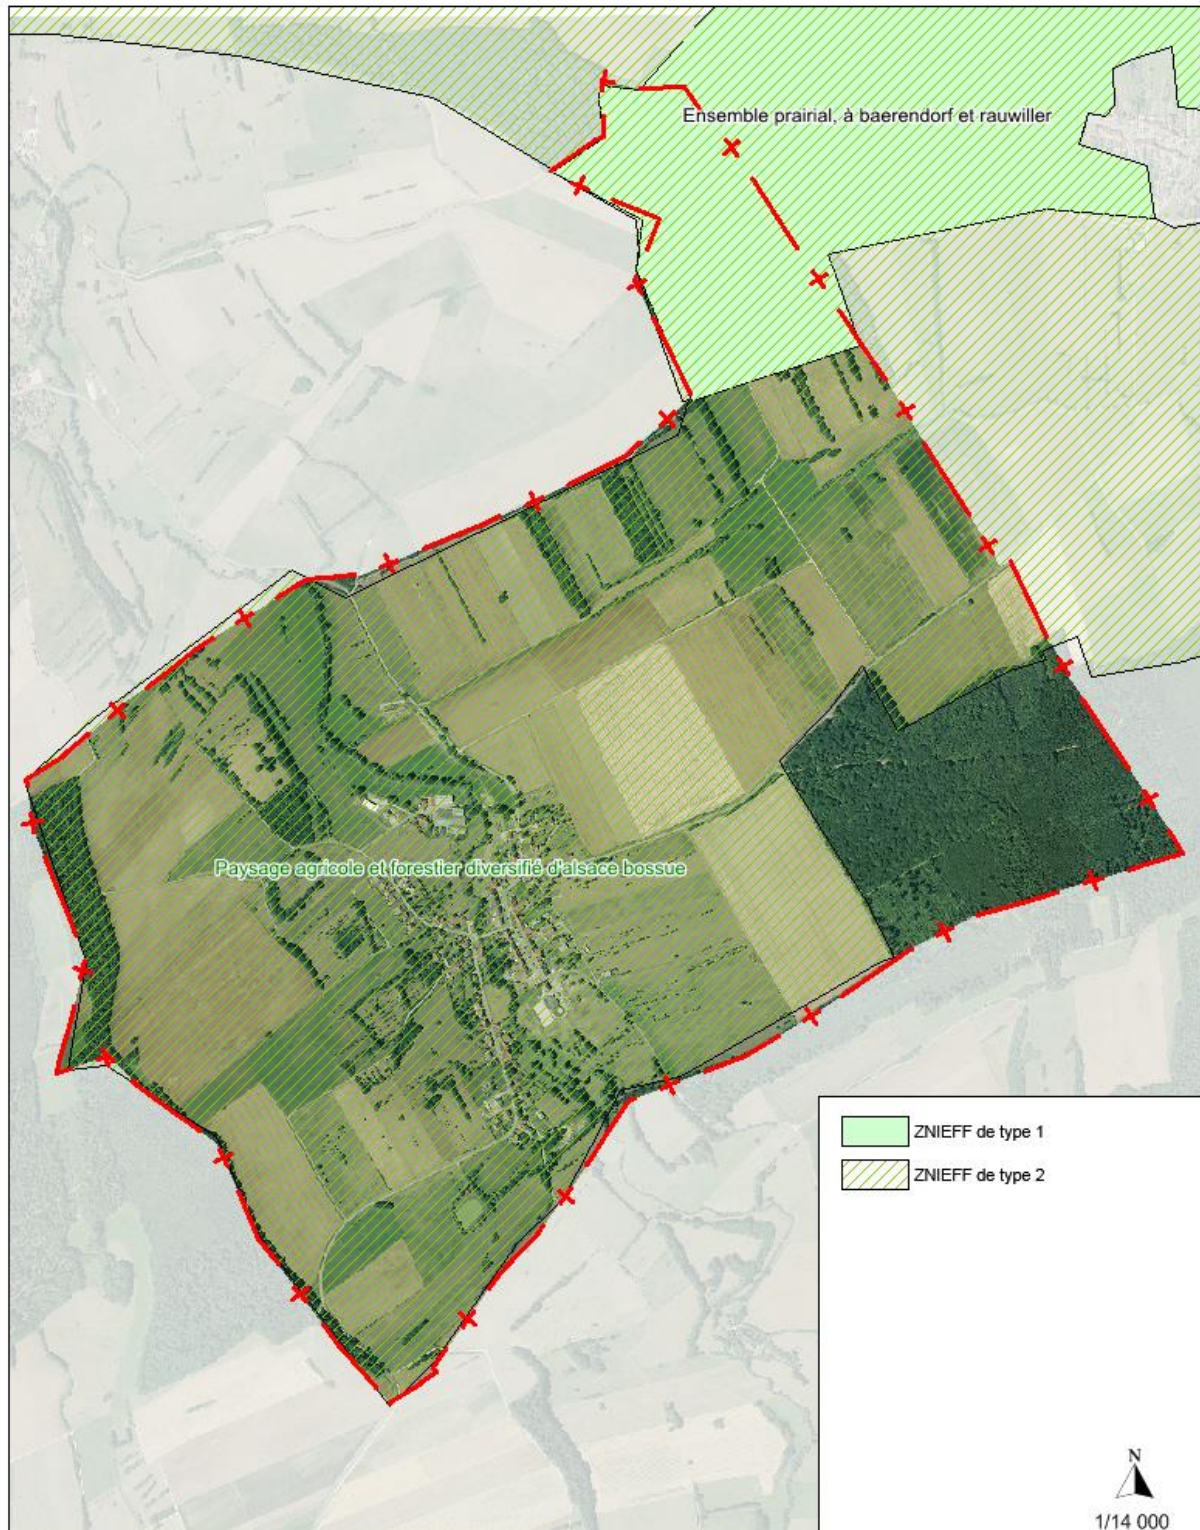 Ensemble prairial, à baerendorf et rauwiller
Paysage agricole et forestier diversifié d'alsace bossue
ZNIEFF de type 1
ZNIEFF de type 2
N
1/14 000